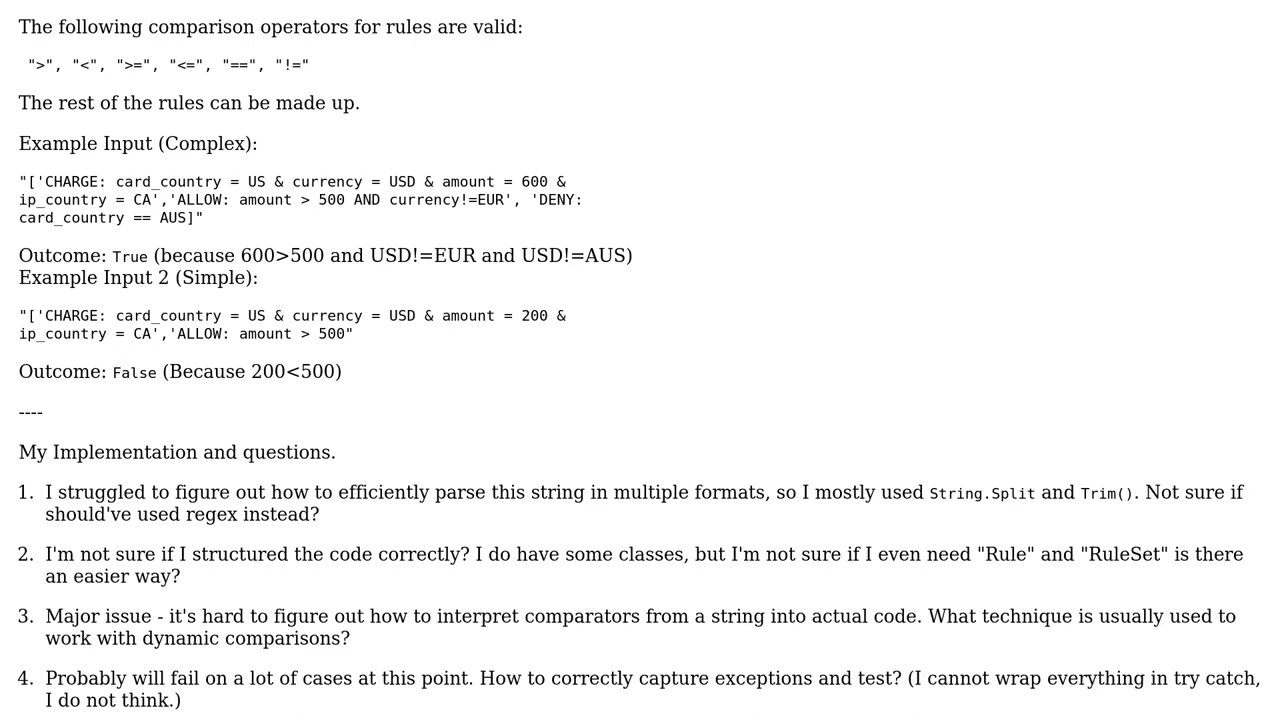 The following comparison operators for rules are valid:
">", "<", ">=", "<=", "==", "!="
The rest of the rules can be made up.
Example Input (Complex):
"['CHARGE: card_country = US & currency = USD & amount = 600 &
ip_country = CA','ALLOW: amount > 500 AND currency!=EUR', 'DENY:
card_country == AUS]"
Outcome: True (because 600>500 and USD!=EUR and USD!=AUS)
Example Input 2 (Simple):
"['CHARGE: card_country = US & currency = USD & amount = 200 &
ip_country = CA','ALLOW: amount > 500"
Outcome: False (Because 200<500)
----
My Implementation and questions.
1. I struggled to figure out how to efficiently parse this string in multiple formats, so I mostly used String.Split and Trim(). Not sure if
should've used regex instead?
2. I'm not sure if I structured the code correctly? I do have some classes, but I'm not sure if I even need "Rule" and "RuleSet" is there
an easier way?
3. Major issue - it's hard to figure out how to interpret comparators from a string into actual code. What technique is usually used to
work with dynamic comparisons?
4. Probably will fail on a lot of cases at this point. How to correctly capture exceptions and test? (I cannot wrap everything in try catch,
I do not think.)